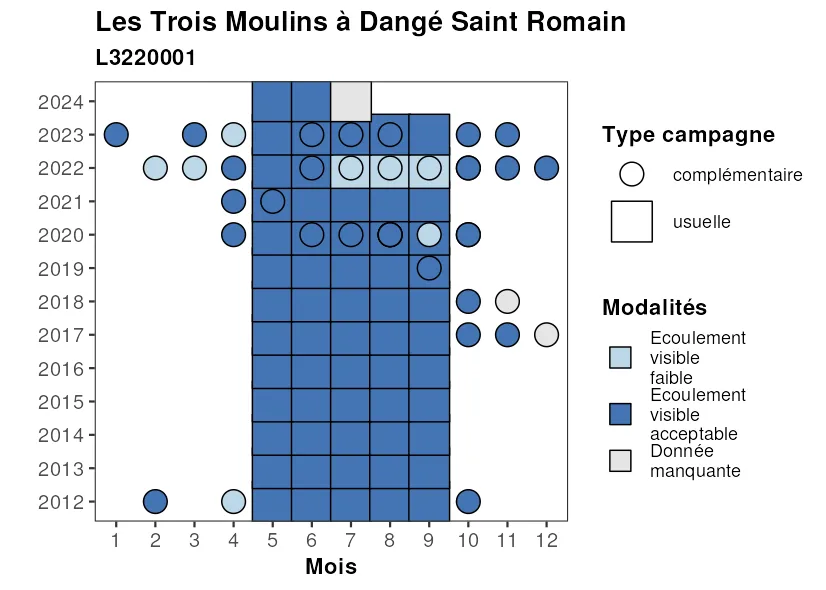 Les Trois Moulins à Dangé Saint Romain
L3220001
2024
2023
2022
2021
2020
2019
2018
2017
2016
2015
2014
2013
2012
1 2 3 4 5 6 7 8 9 10 11 12
Mois
Type campagne
complémentaire
usuelle
Modalités
Ecoulement
visible
faible
Ecoulement
visible
acceptable
Donnée
manquante